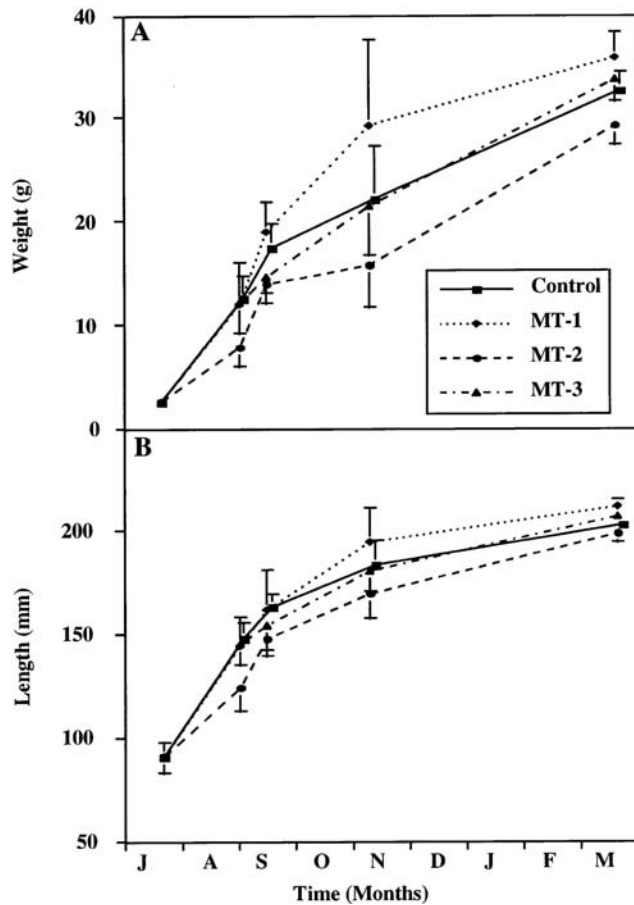 A
40
30
20
10
0
Weight (g)
Control
MT-1
MT-2
MT-3
B
200
150
100
50
Length (mm)
J A S O N D J F M
Time (Months)